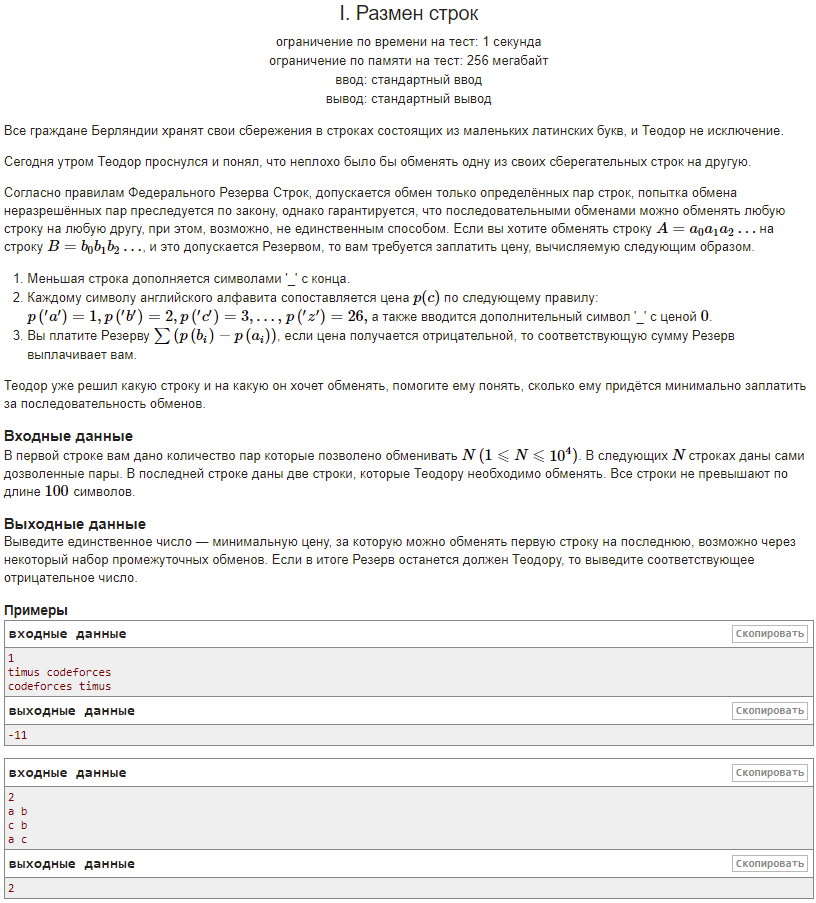 I. Размен строк
ограничение по времени на тест: 1 секунда
ограничение по памяти на тест: 256 мегабайт
ввод: стандартный ввод
вывод: стандартный вывод
Все граждане Берляндии хранят свои сбережения в строках состоящих из маленьких латинских букв, и Теодор не исключение.
Сегодня утром Теодор проснулся и понял, что неплохо было бы обменять одну из своих сберегательных строк на другую.
Согласно правилам Федерального Резерва Строк, допускается обмен только определённых пар строк, попытка обмена
неразрешённых пар преследуется по закону, однако гарантируется, что последовательными обменами можно обменять любую
строку на любую другу, при этом, возможно, не единственным способом. Если вы хотите обменять строку A = a₀a₁a₂ … на
строку B = b₀b₁b₂ …, и это допускается Резервом, то вам требуется заплатить цену, вычисляемую следующим образом.
1. Меньшая строка дополняется символами '_' с конца.
2. Каждому символу английского алфавита сопоставляется цена p(c) по следующему правилу:
p('a') = 1, p('b') = 2, p('c') = 3, …, p('z') = 26, а также вводится дополнительный символ '_' с ценой 0.
3. Вы платите Резерву ∑ (p(bᵢ) − p(aᵢ)), если цена получается отрицательной, то соответствующую сумму Резерв
выплачивает вам.
Теодор уже решил какую строку и на какую он хочет обменять, помогите ему понять, сколько ему придётся минимально заплатить
за последовательность обменов.
Входные данные
В первой строке вам дано количество пар которые позволено обменивать N (1 ⩽ N ⩽ 10⁴). В следующих N строках даны сами
дозволенные пары. В последней строке даны две строки, которые Теодору необходимо обменять. Все строки не превышают по
длине 100 символов.
Выходные данные
Выведите единственное число — минимальную цену, за которую можно обменять первую строку на последнюю, возможно через
некоторый набор промежуточных обменов. Если в итоге Резерв останется должен Теодору, то выведите соответствующее
отрицательное число.
Примеры
входные данные
Скопировать
1
timus codeforces
codeforces timus
выходные данные
Скопировать
-11
входные данные
Скопировать
2
a b
c b
a c
выходные данные
Скопировать
2